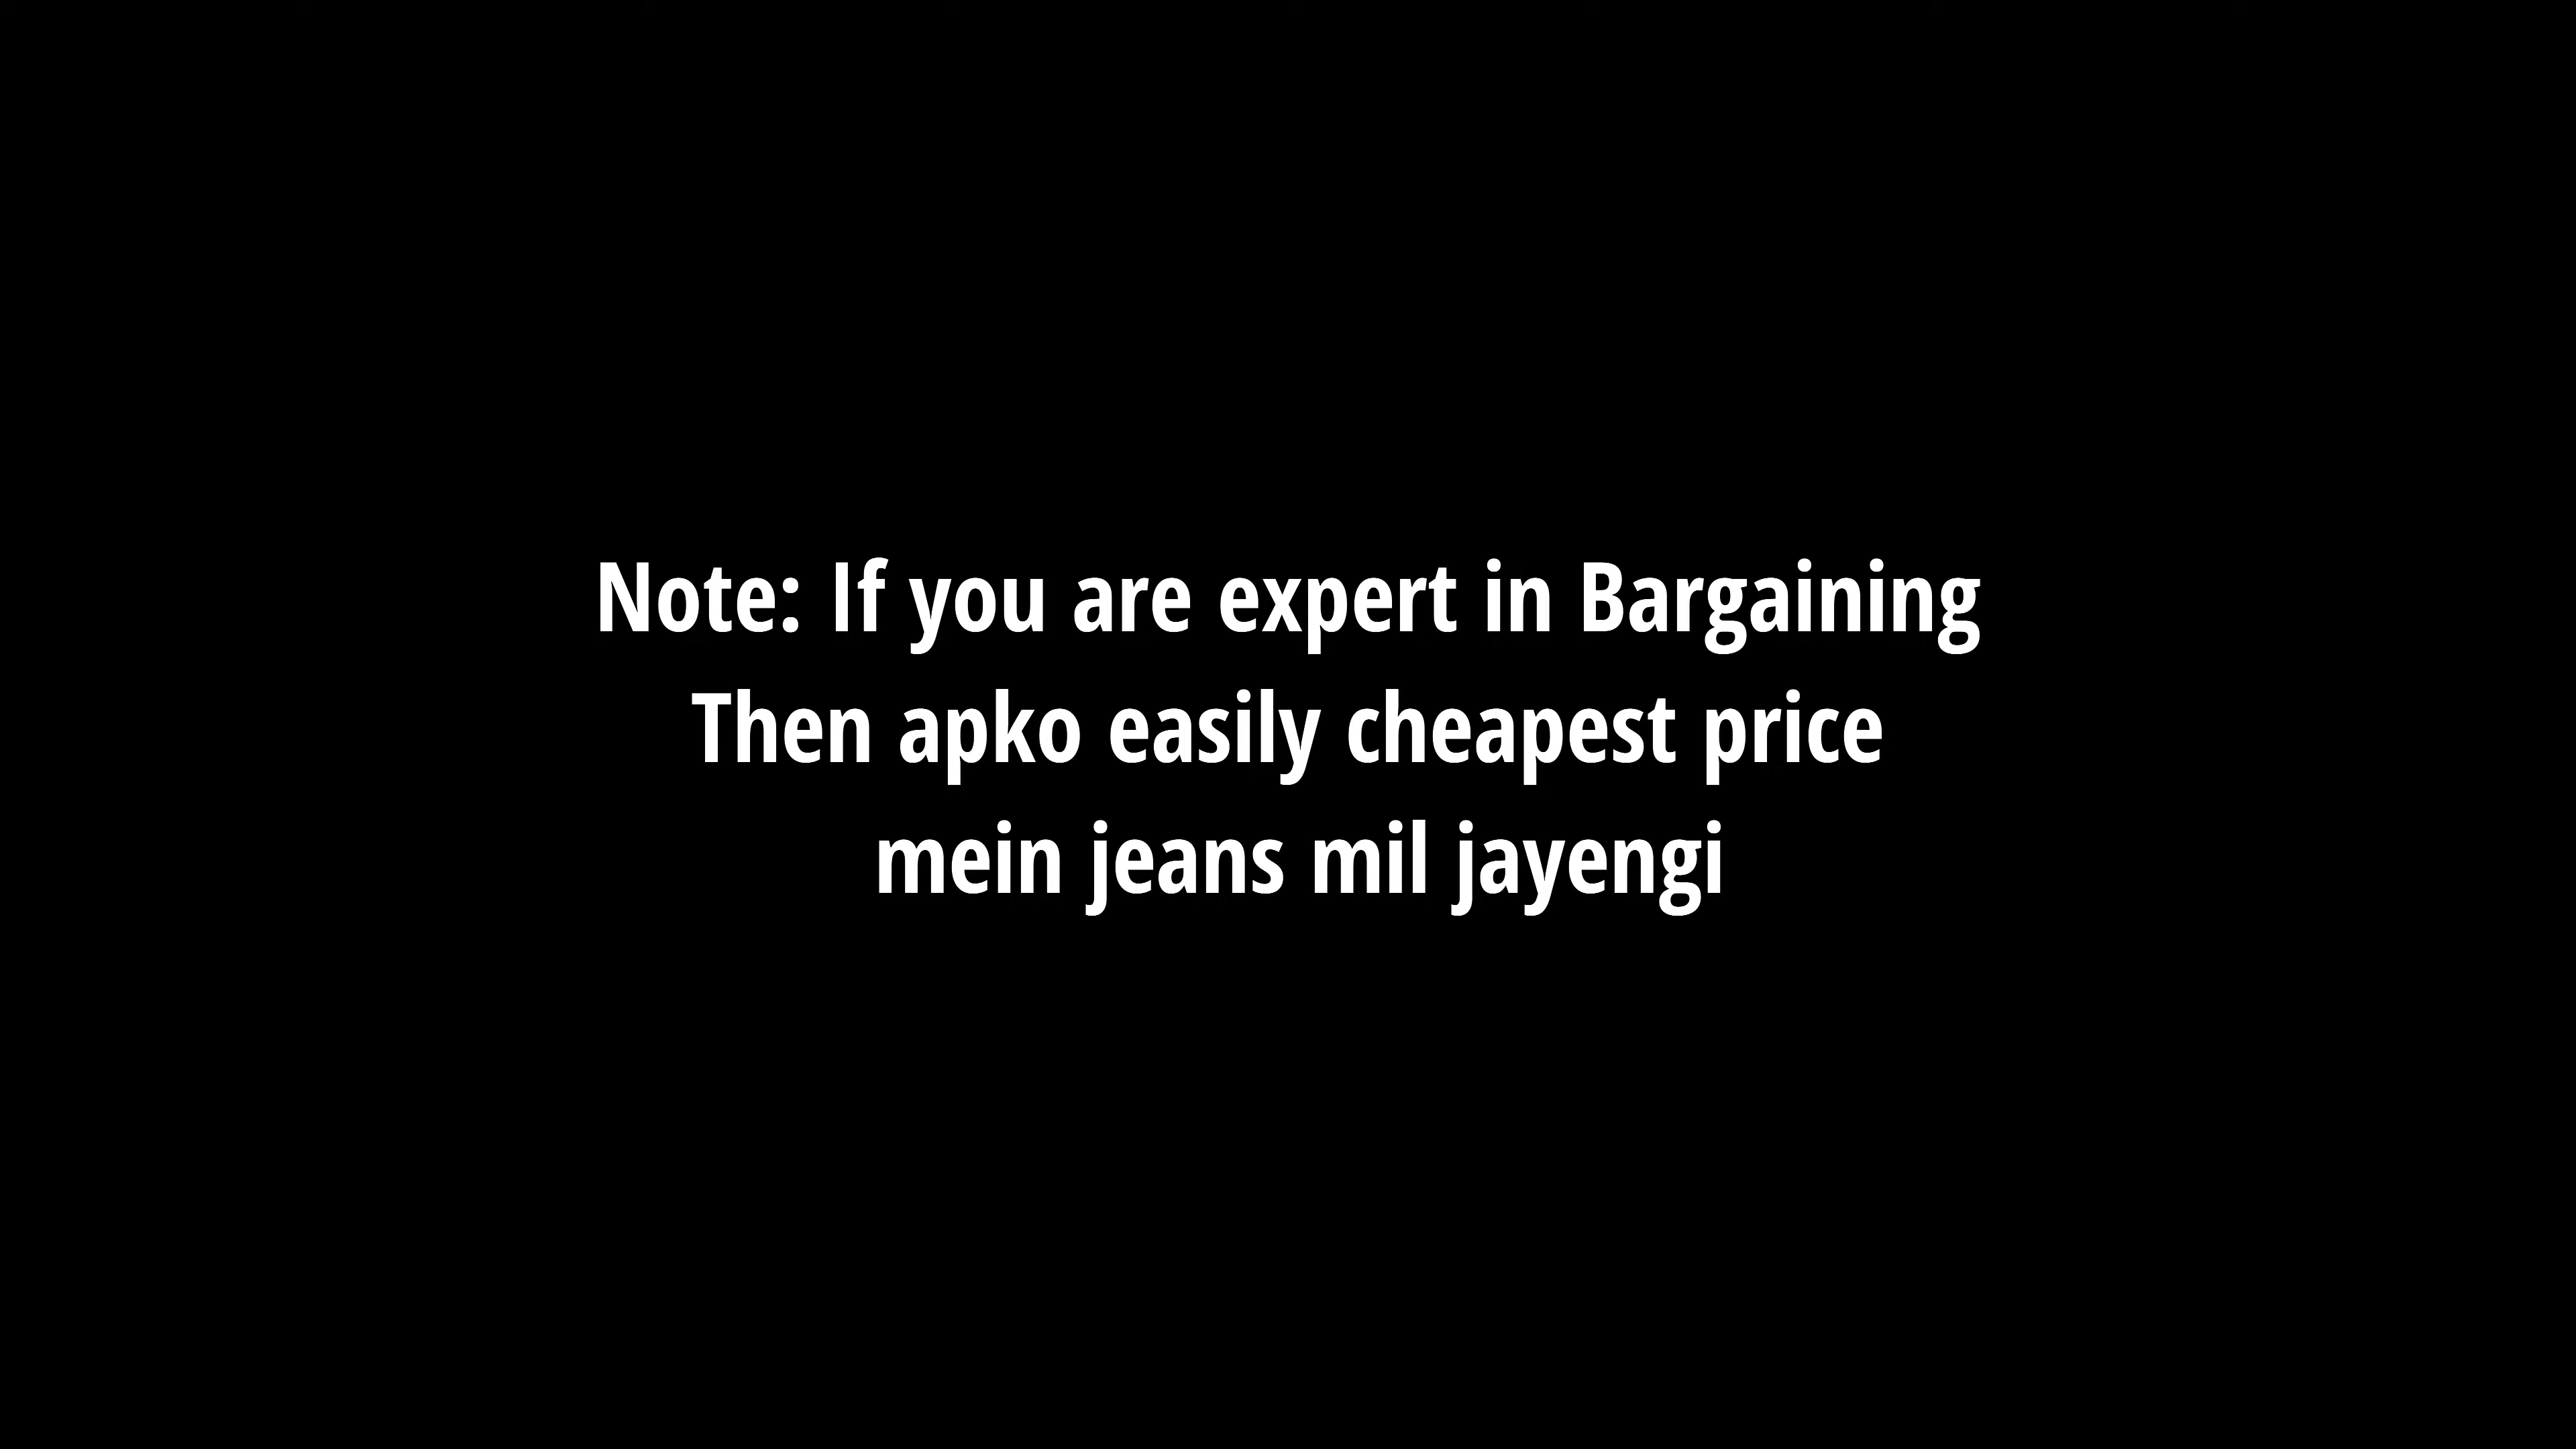 Note: If you are expert in Bargaining
Then apko easily cheapest price
mein jeans mil jayengi